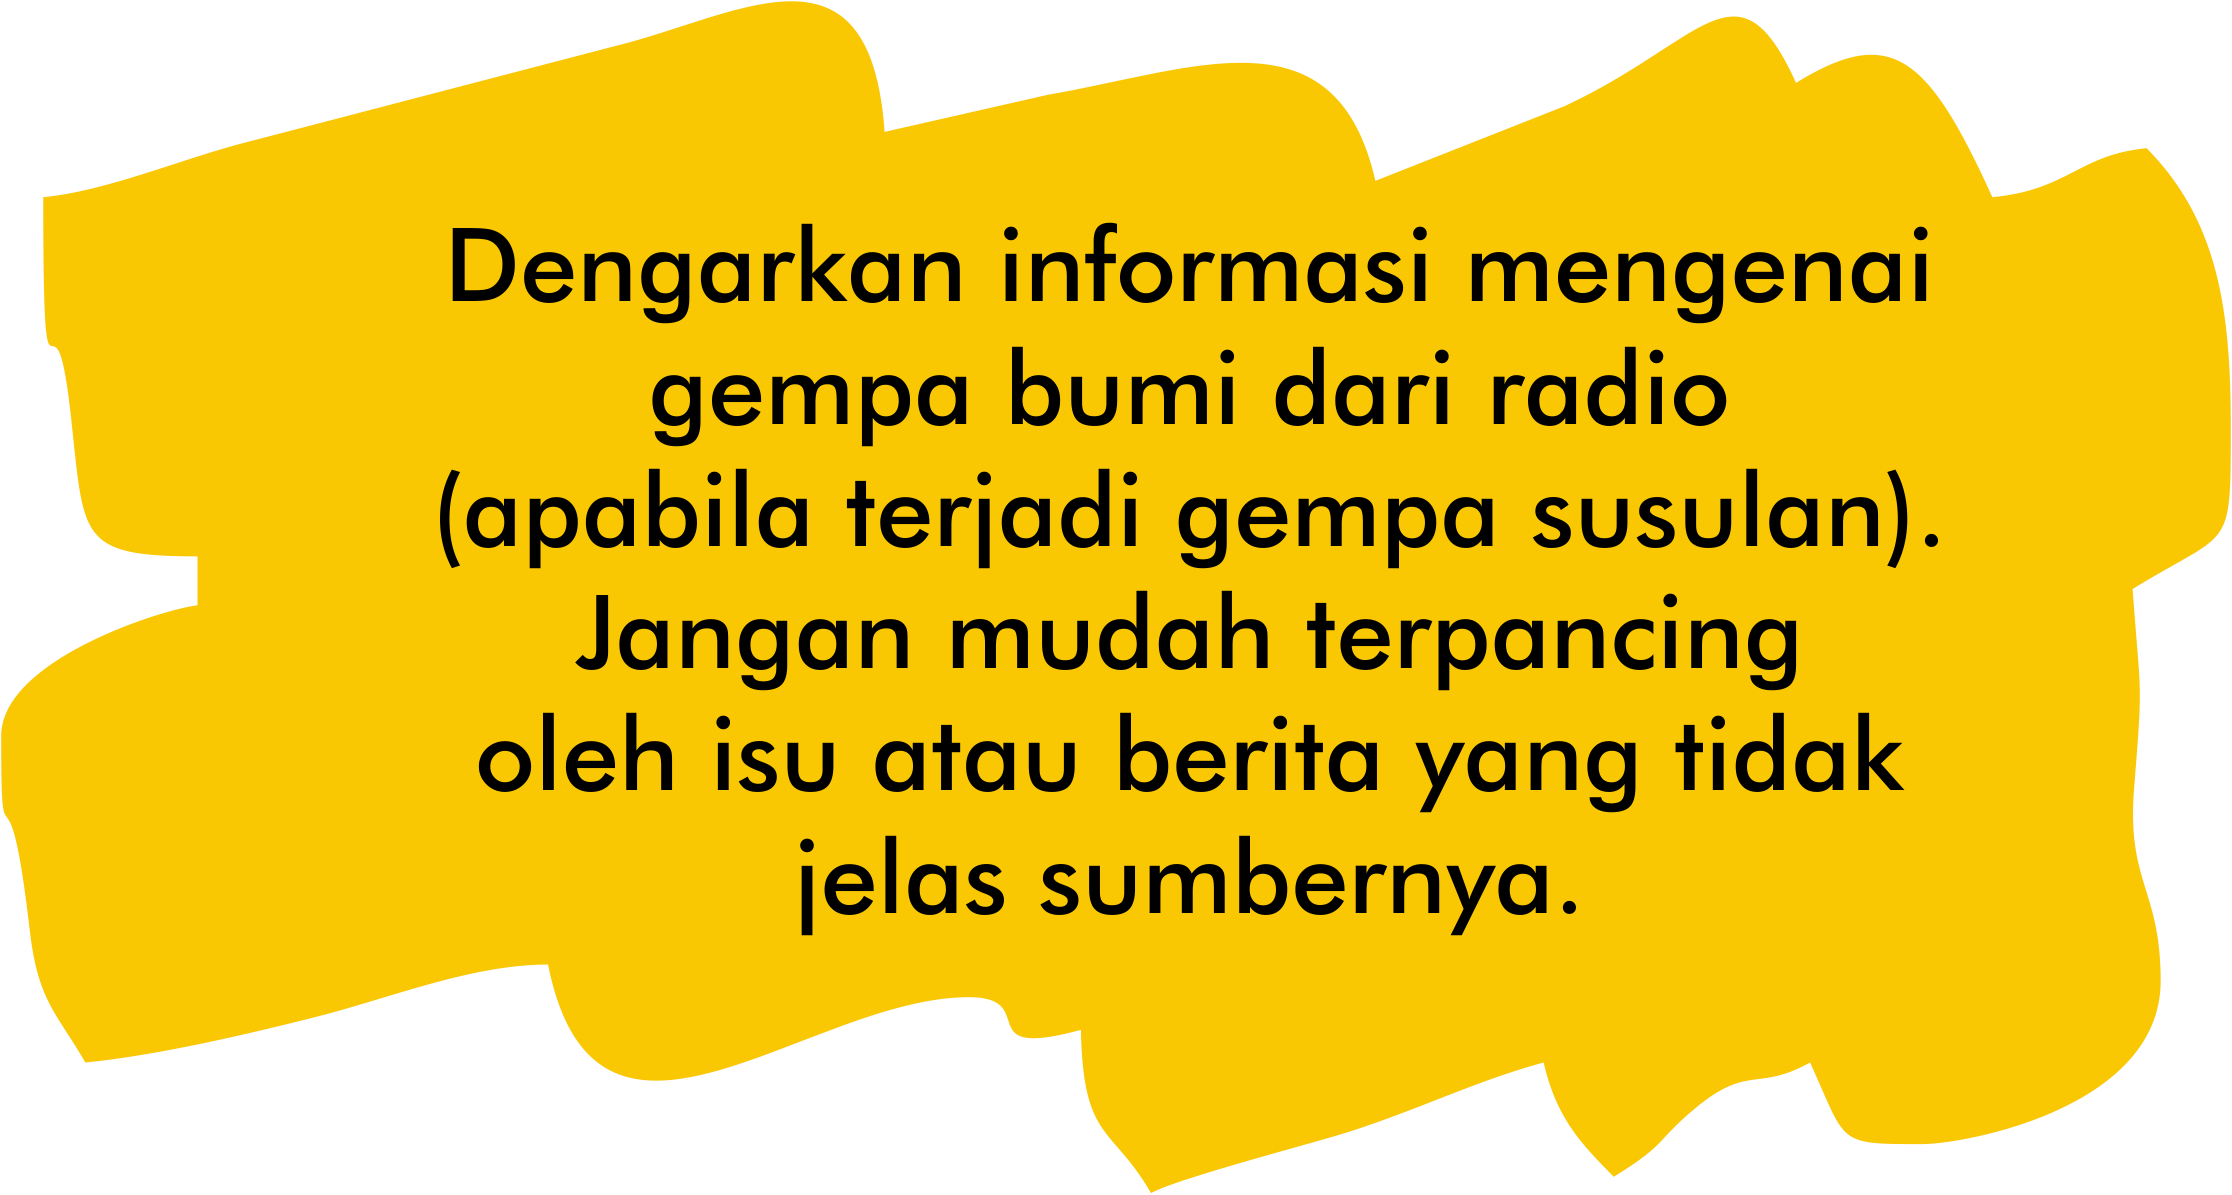 Dengarkan informasi mengenai
gempa bumi dari radio
(apabila terjadi gempa susulan).
Jangan mudah terpancing
oleh isu atau berita yang tidak
jelas sumbernya.